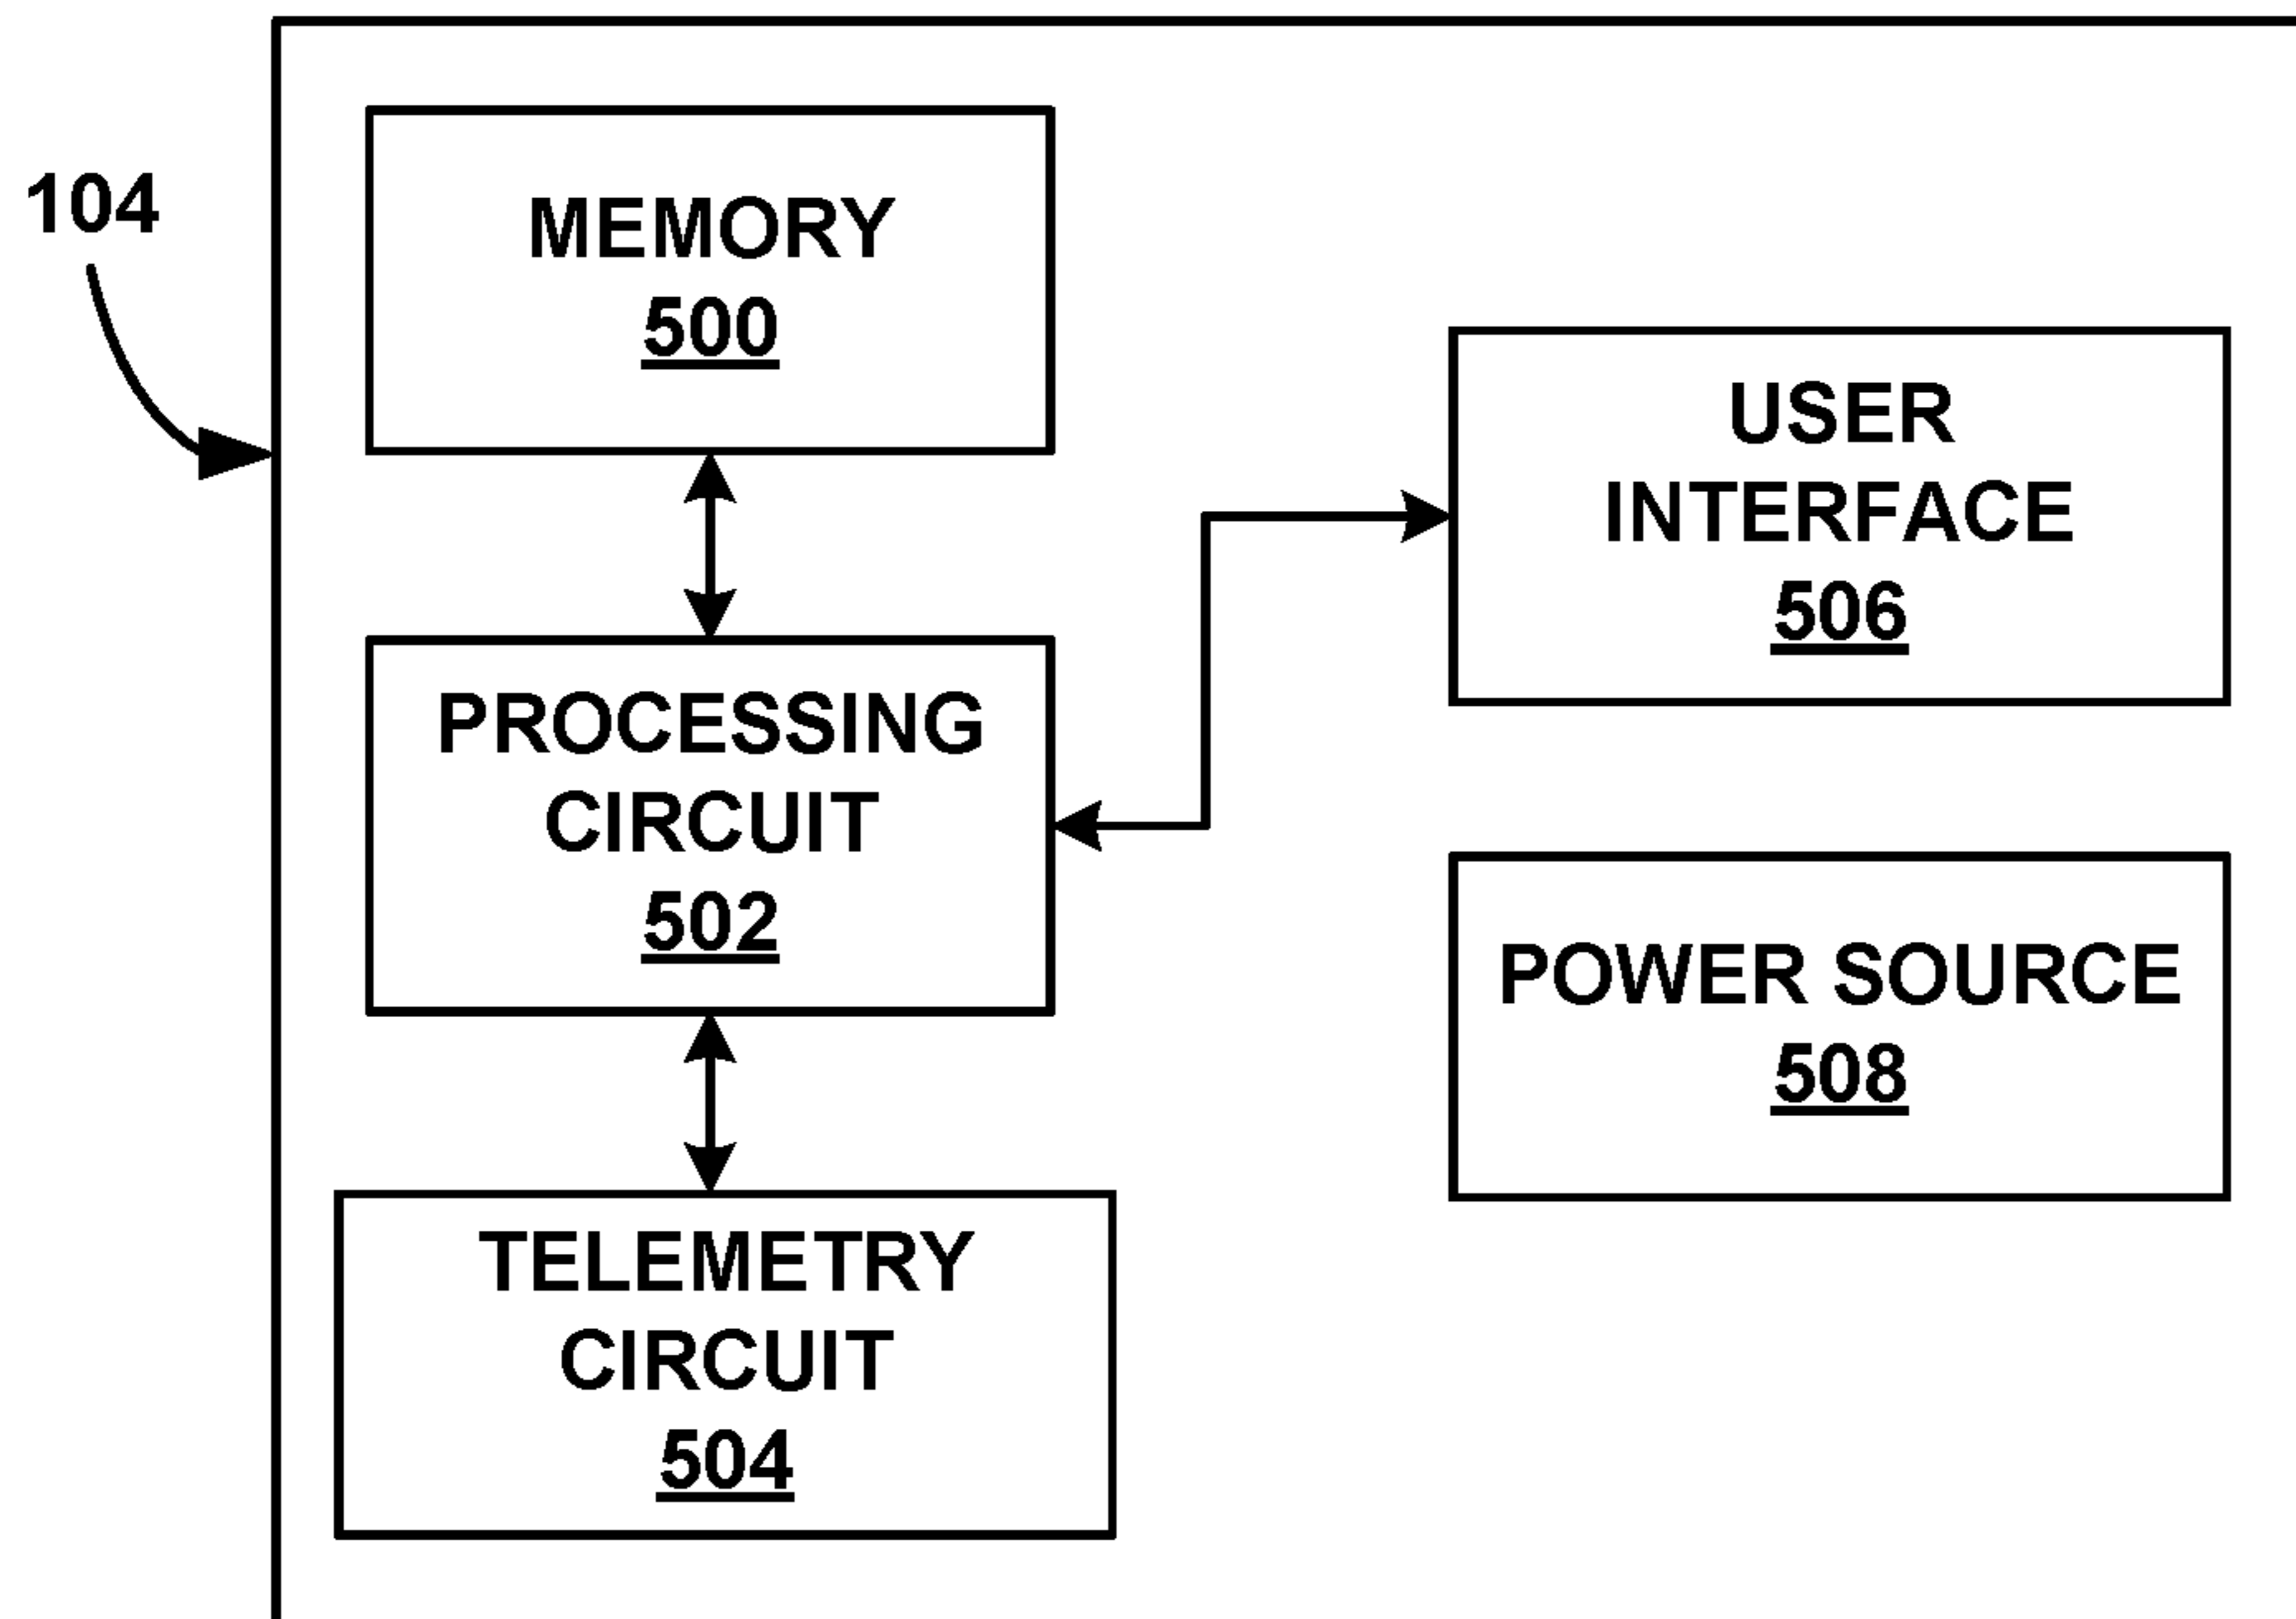 104
MEMORY
500
PROCESSING
CIRCUIT
502
TELEMETRY
CIRCUIT
504
USER
INTERFACE
506
POWER SOURCE
508